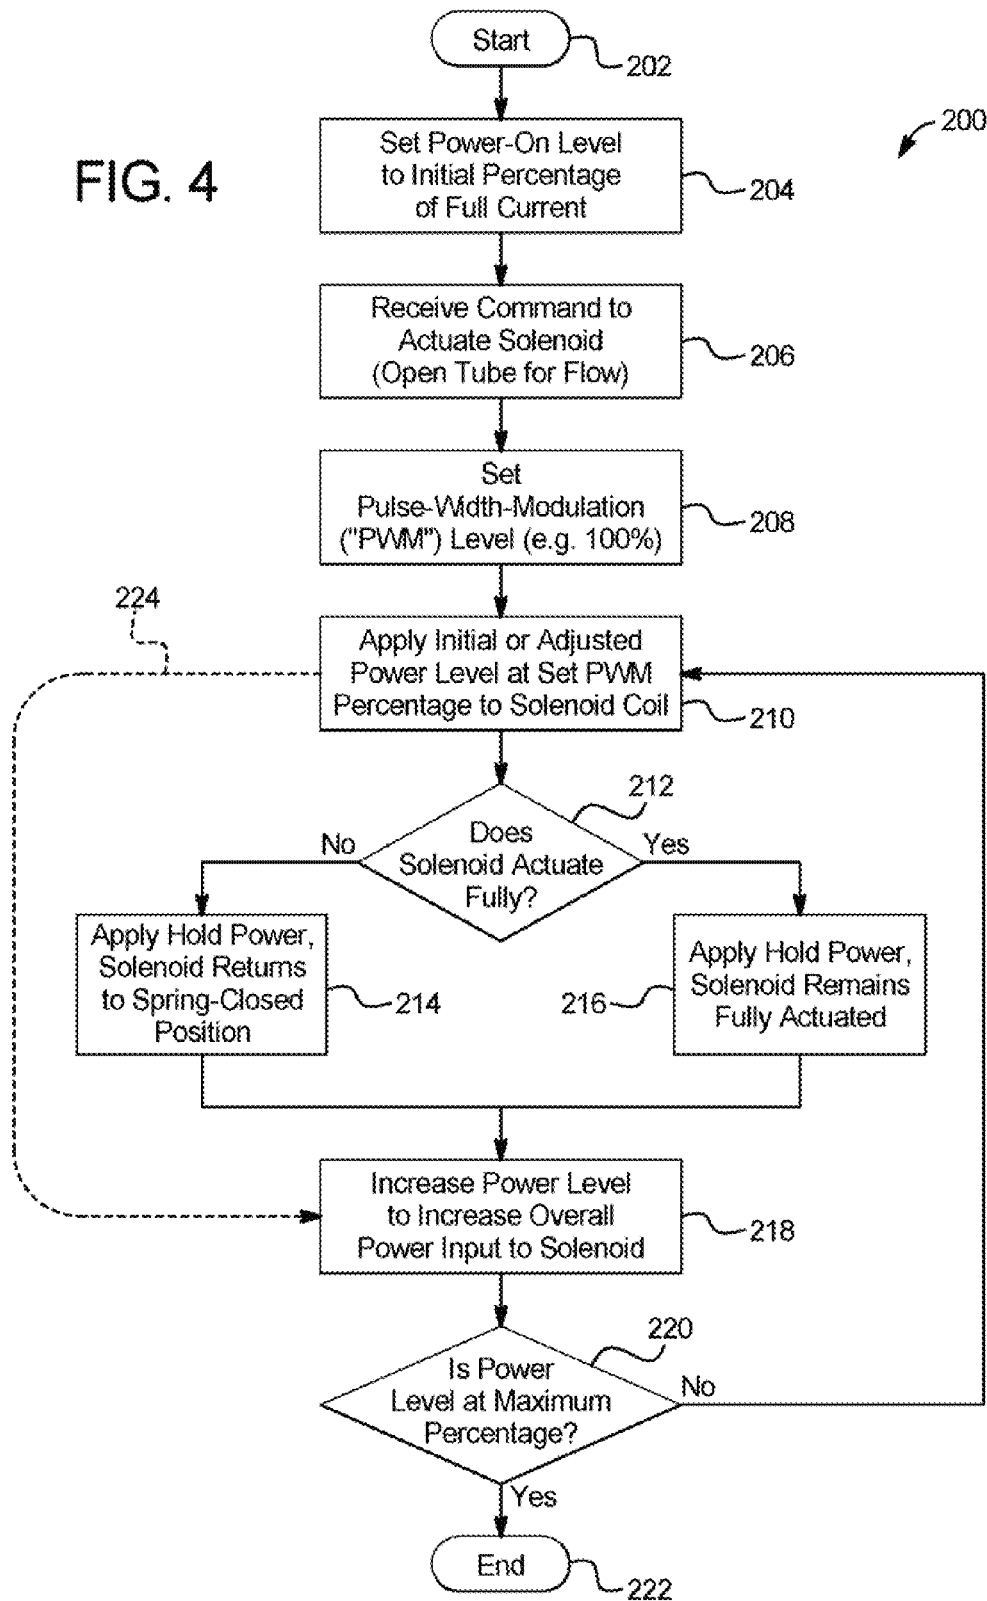 Start
202
200
FIG. 4
Set Power-On Level
to Initial Percentage
of Full Current
204
Receive Command to
Actuate Solenoid
(Open Tube for Flow)
206
Set
Pulse-Width-Modulation
("PWM") Level (e.g. 100%)
208
224
Apply Initial or Adjusted
Power Level at Set PWM
Percentage to Solenoid Coil
210
212
No
Does
Solenoid Actuate
Fully?
Yes
Apply Hold Power,
Solenoid Returns
to Spring-Closed
Position
214
216
Apply Hold Power,
Solenoid Remains
Fully Actuated
Increase Power Level
to Increase Overall
Power Input to Solenoid
218
220
Is Power
Level at Maximum
Percentage?
No
Yes
End
222